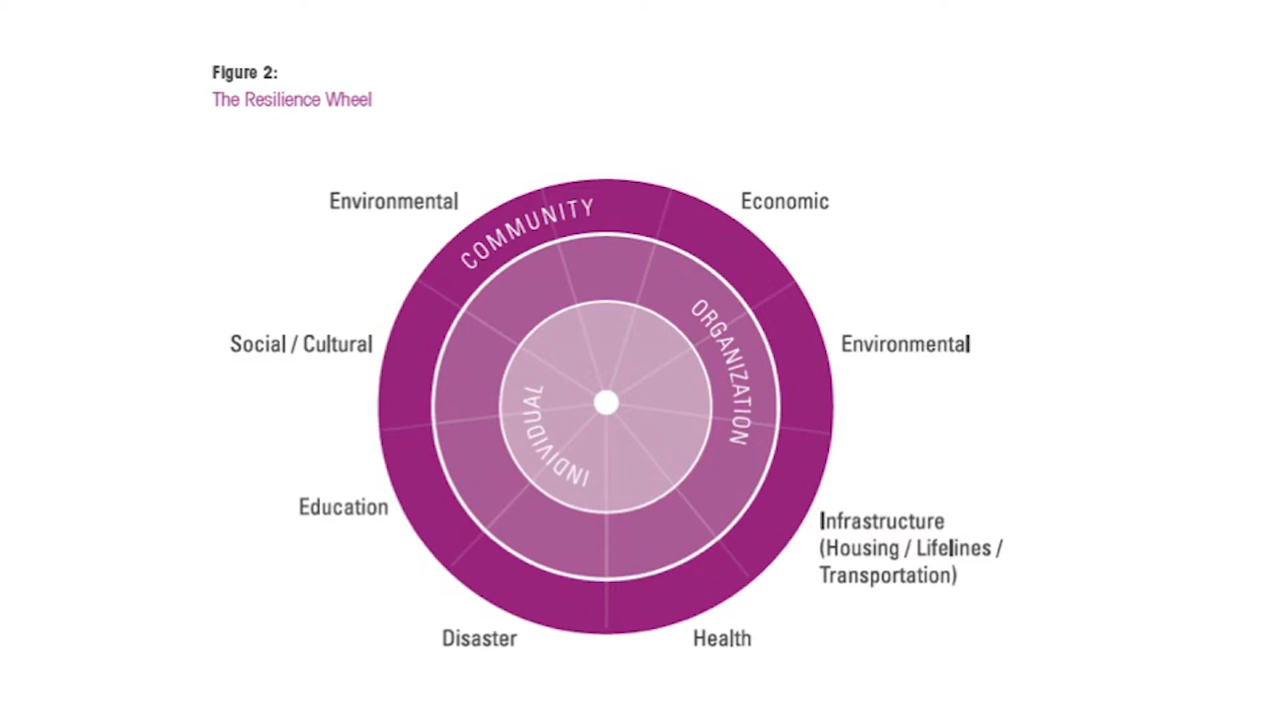 Figure 2:
The Resilience Wheel
Environmental
Economic
COMMUNITY
ORGANIZATION
INDIVIDUAL
Social / Cultural
Environmental
Education
Infrastructure
(Housing / Lifelines /
Transportation)
Disaster
Health